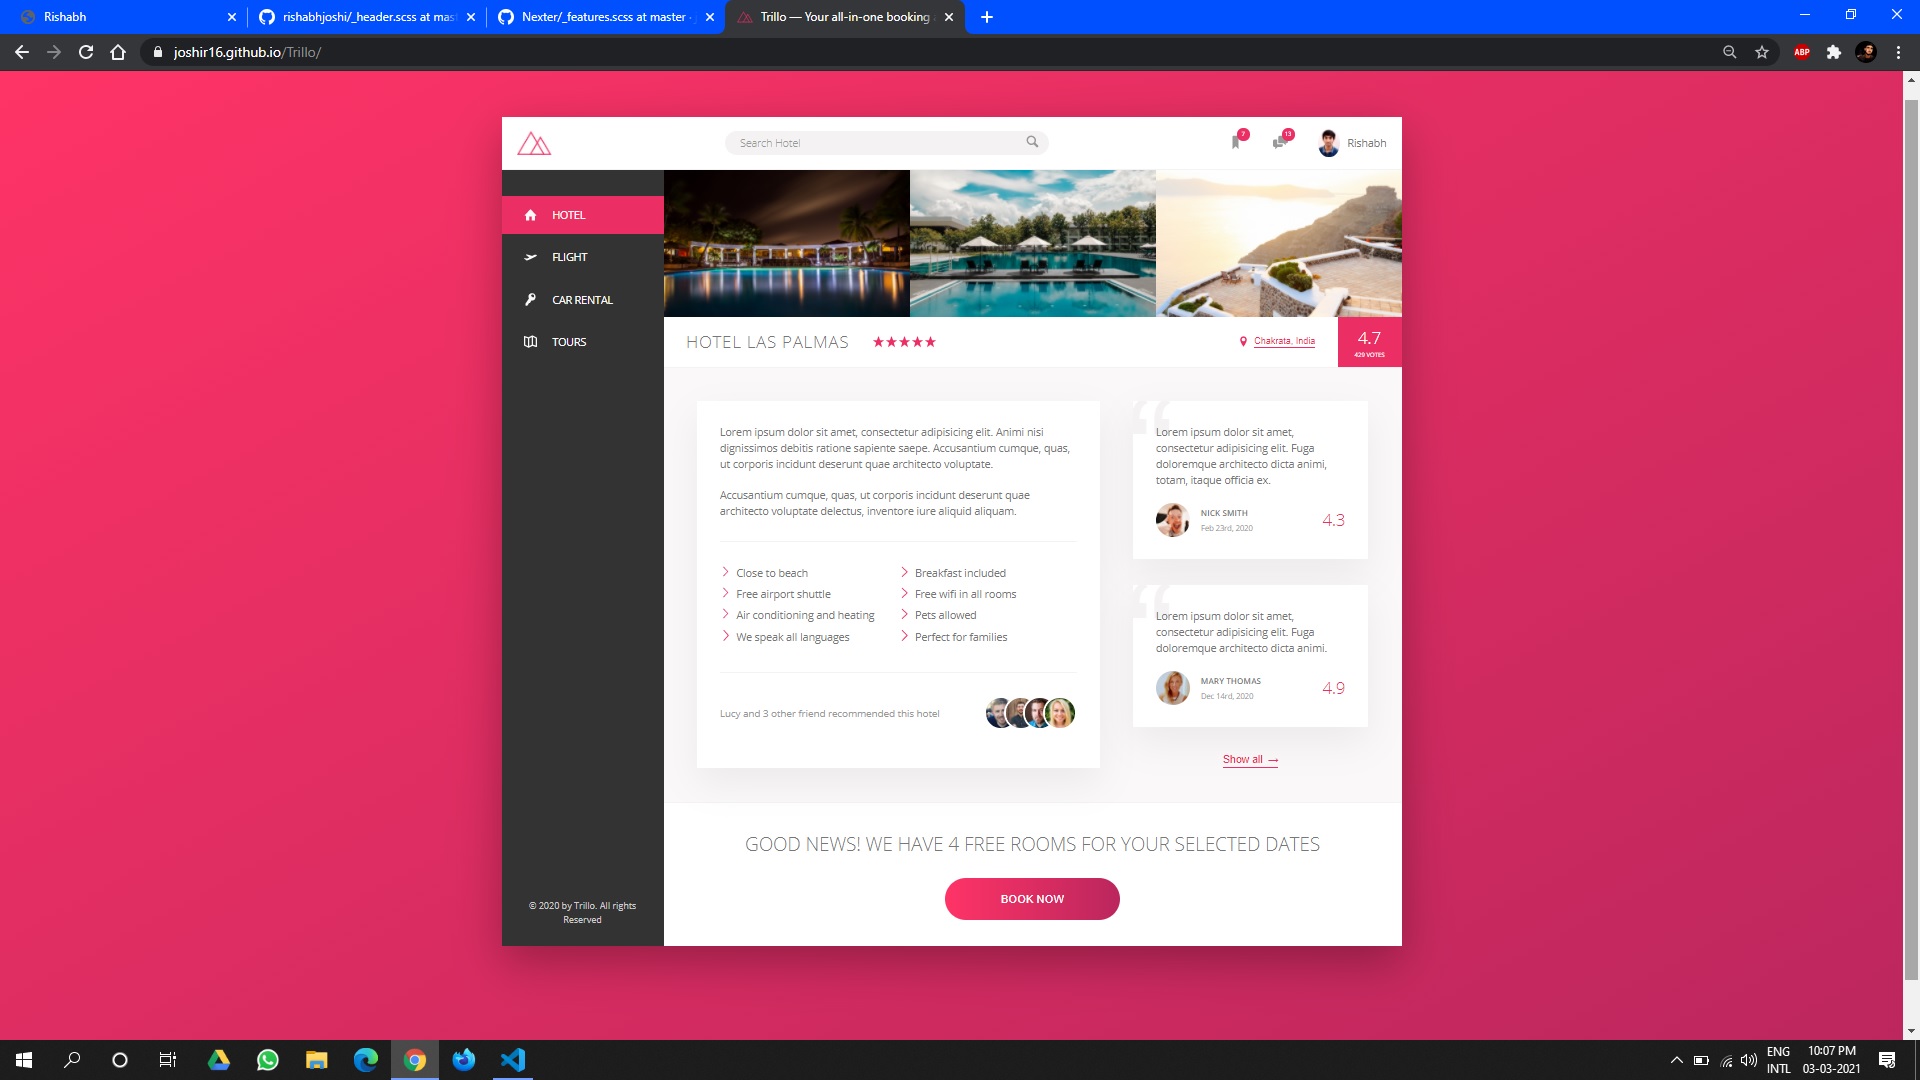 Rishabh
rishabhjoshi/_header.scss at mas
Nexter/_features.scss at master ·
Trillo — Your all-in-one booking
joshir16.github.io/Trillo/
ABP
Search Hotel
7
13
Rishabh
HOTEL
FLIGHT
CAR RENTAL
TOURS
HOTEL LAS PALMAS
Chakrata, India
4.7
429 VOTES
Lorem ipsum dolor sit amet, consectetur adipisicing elit. Animi nisi
dignissimos debitis ratione sapiente saepe. Accusantium cumque, quas,
ut corporis incidunt deserunt quae architecto voluptate.
Accusantium cumque, quas, ut corporis incidunt deserunt quae
architecto voluptate delectus, inventore iure aliquid aliquam.
Close to beach
Free airport shuttle
Air conditioning and heating
We speak all languages
Breakfast included
Free wifi in all rooms
Pets allowed
Perfect for families
Lucy and 3 other friend recommended this hotel
“
Lorem ipsum dolor sit amet,
consectetur adipisicing elit. Fuga
doloremque architecto dicta animi,
totam, itaque officia ex.
NICK SMITH
Feb 23rd, 2020
4.3
“
Lorem ipsum dolor sit amet,
consectetur adipisicing elit. Fuga
doloremque architecto dicta animi.
MARY THOMAS
Dec 14rd, 2020
4.9
Show all →
GOOD NEWS! WE HAVE 4 FREE ROOMS FOR YOUR SELECTED DATES
BOOK NOW
© 2020 by Trillo. All rights
Reserved
ENG
INTL
10:07 PM
03-03-2021